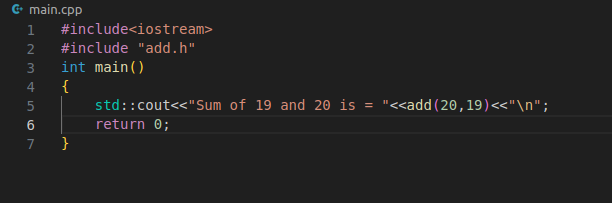 main.cpp
1 #include<iostream>
2 #include "add.h"
3 int main()
4 {
5     std::cout<<"Sum of 19 and 20 is = "<<add(20,19)<<"\n";
6     return 0;
7 }